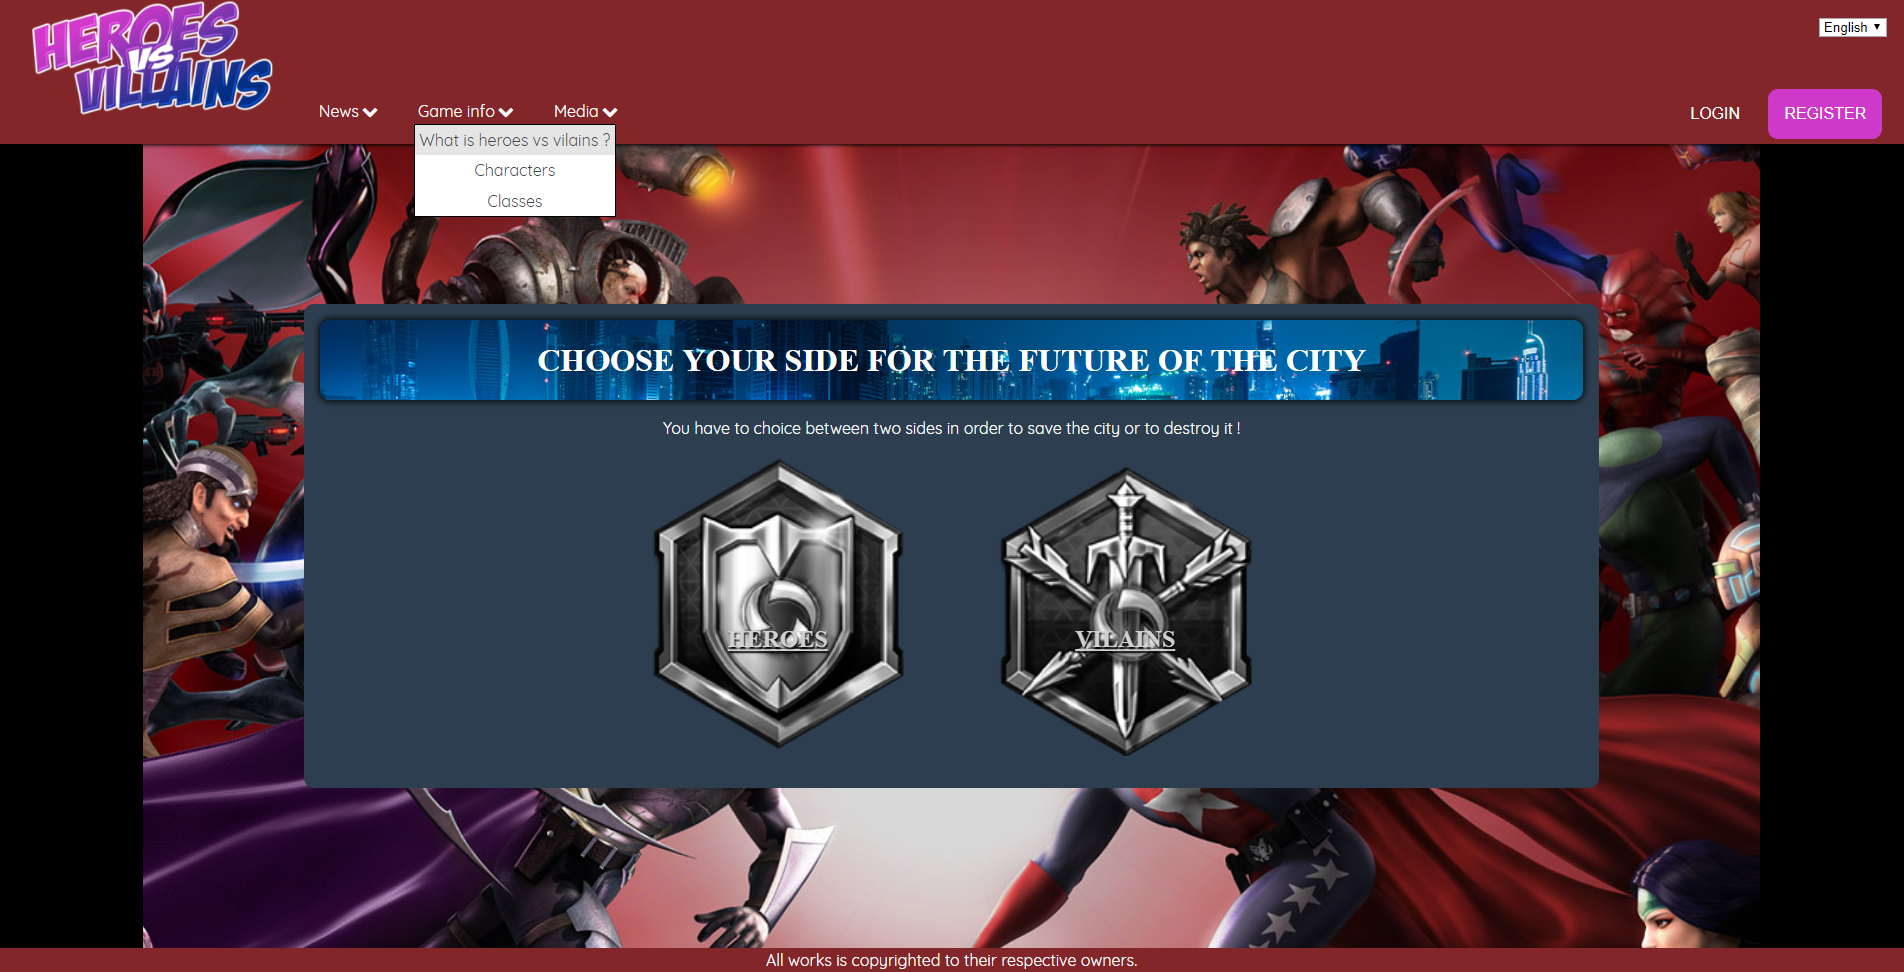 HEROES
VS
VILLAINS
English
News
Game info
Media
LOGIN
REGISTER
What is heroes vs vilains ?
Characters
Classes
CHOOSE YOUR SIDE FOR THE FUTURE OF THE CITY
You have to choice between two sides in order to save the city or to destroy it !
HEROES
VILAINS
All works is copyrighted to their respective owners.